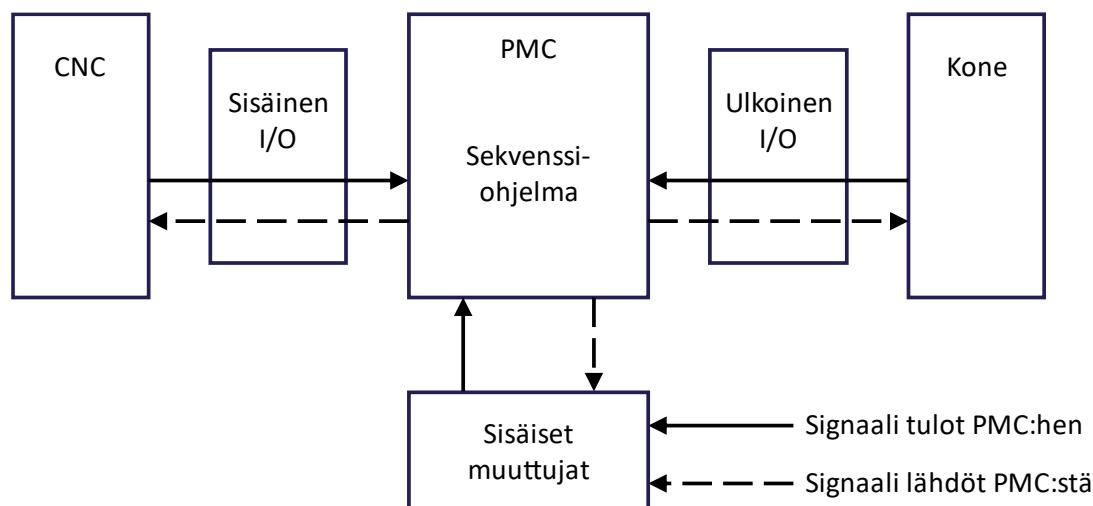 CNC
Sisäinen
I/O
PMC
Sekvenssi-
ohjelma
Ulkoinen
I/O
Kone
Sisäiset
muuttujat
Signaali tulot PMC:hen
Signaali lähdöt PMC:stä